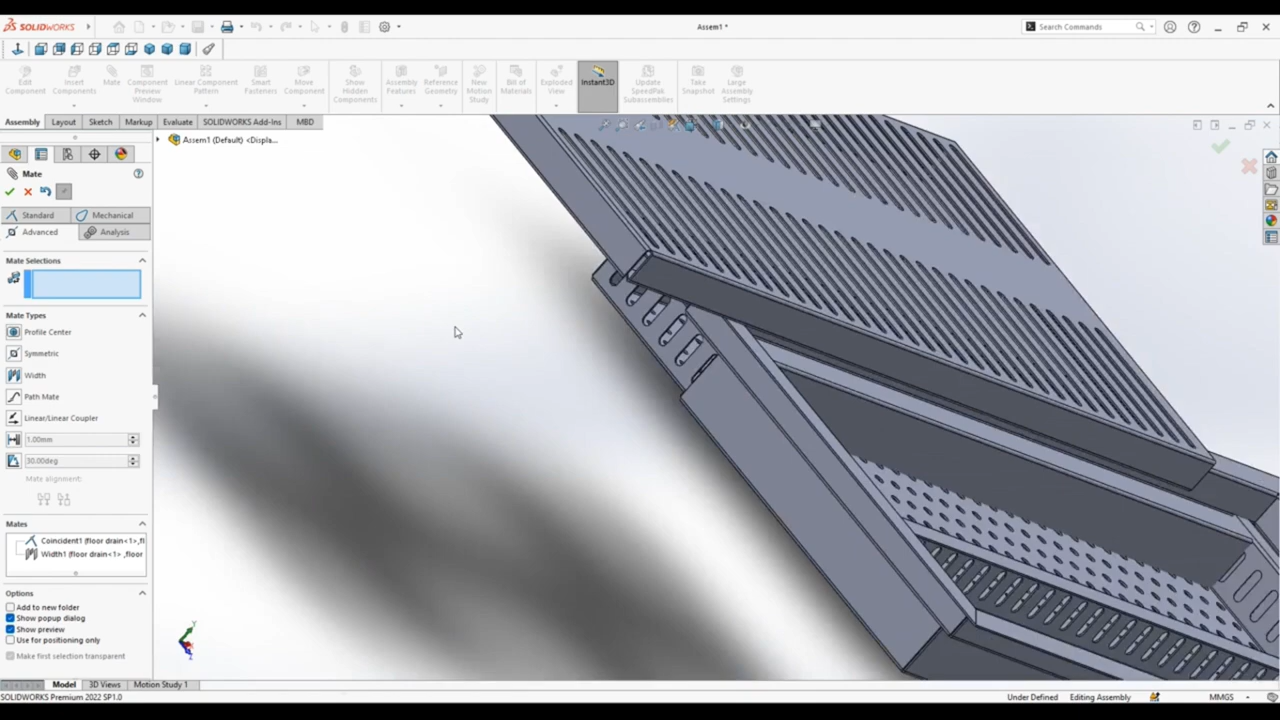 SOLIDWORKS
Assem1 *
Search Commands
Edit Component
Insert Components
Mate
Component Preview Window
Linear Component Pattern
Smart Fasteners
Move Component
Show Hidden Components
Assembly Features
Reference Geometry
New Motion Study
Bill of Materials
Exploded View
Instant3D
Update SpeedPak Subassemblies
Take Snapshot
Large Assembly Settings
Assembly
Layout
Sketch
Markup
Evaluate
SOLIDWORKS Add-Ins
MBD
Assem1 (Default) <Displa...
Mate
Standard
Mechanical
Advanced
Analysis
Mate Selections
Mate Types
Profile Center
Symmetric
Width
Path Mate
Linear/Linear Coupler
1.00mm
30.00deg
Mate alignment:
Mates
Coincident1 (floor drain<1>,fl
Width1 (floor drain<1> ,floor
Options
Add to new folder
Show popup dialog
Show preview
Use for positioning only
Make first selection transparent
Y
Z
Model
3D Views
Motion Study 1
SOLIDWORKS Premium 2022 SP1.0
Under Defined
Editing Assembly
MMGS